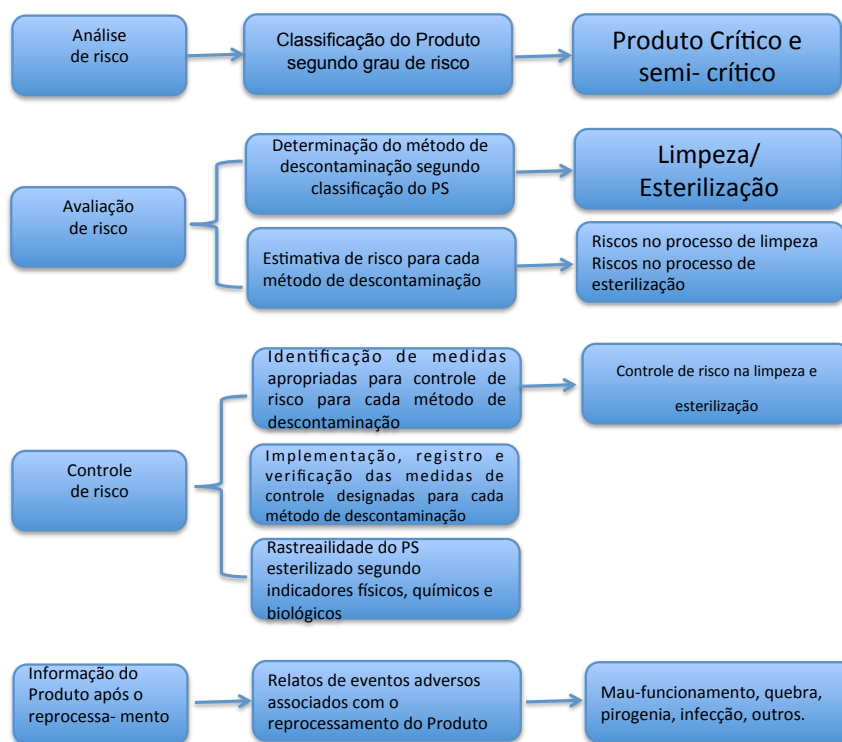 Análise
de risco
Classificação do Produto
segundo grau de risco
Produto Crítico e
semi- crítico
Avaliação
de risco
Determinação do método de
descontaminação segundo
classificação do PS
Limpeza/
Esterilização
Estimativa de risco para cada
método de descontaminação
Riscos no processo de limpeza
Riscos no processo de
esterilização
Controle
de risco
Identificação de medidas
apropriadas para controle de
risco para cada método de
descontaminação
Controle de risco na limpeza e
esterilização
Implementação, registro e
verificação das medidas de
controle designadas para cada
método de descontaminação
Rastreailidade do PS
esterilizado segundo
indicadores físicos, químicos e
biológicos
Informação do
Produto após o
reprocessa- mento
Relatos de eventos adversos
associados com o
reprocessamento do Produto
Mau-funcionamento, quebra,
pirogenia, infecção, outros.